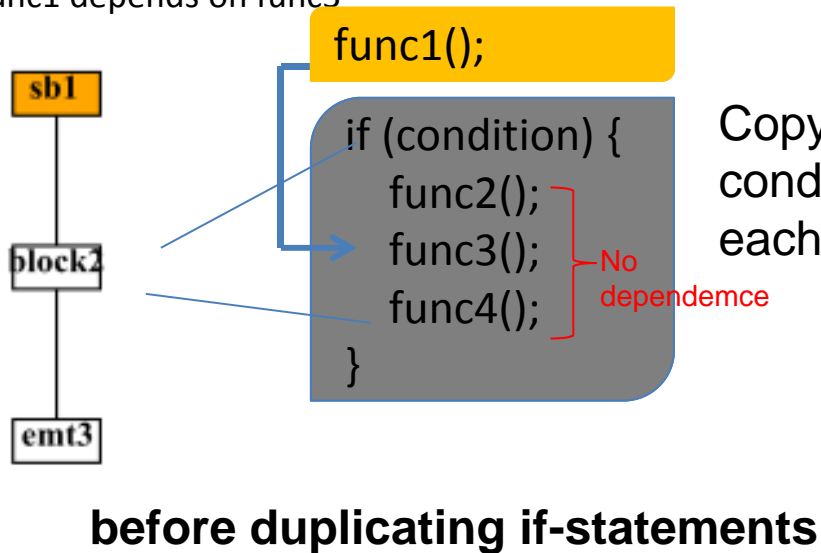 depends on func3
func1();
sb1
if (condition) {
Copy
cond
func2();
each
block2
func3();
No
dependemce
func4();
}
emt3
before duplicating if-statements